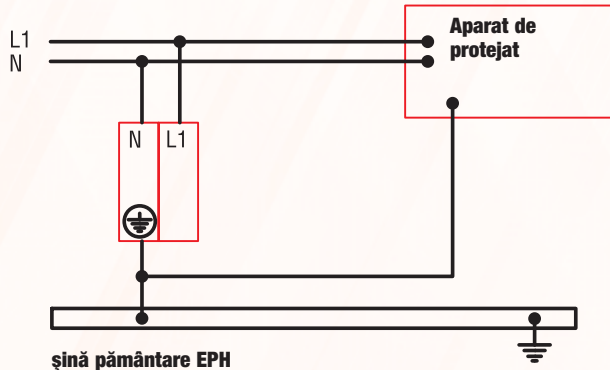 L1
N
Aparat de
protejat
N L1
şină pământare EPH